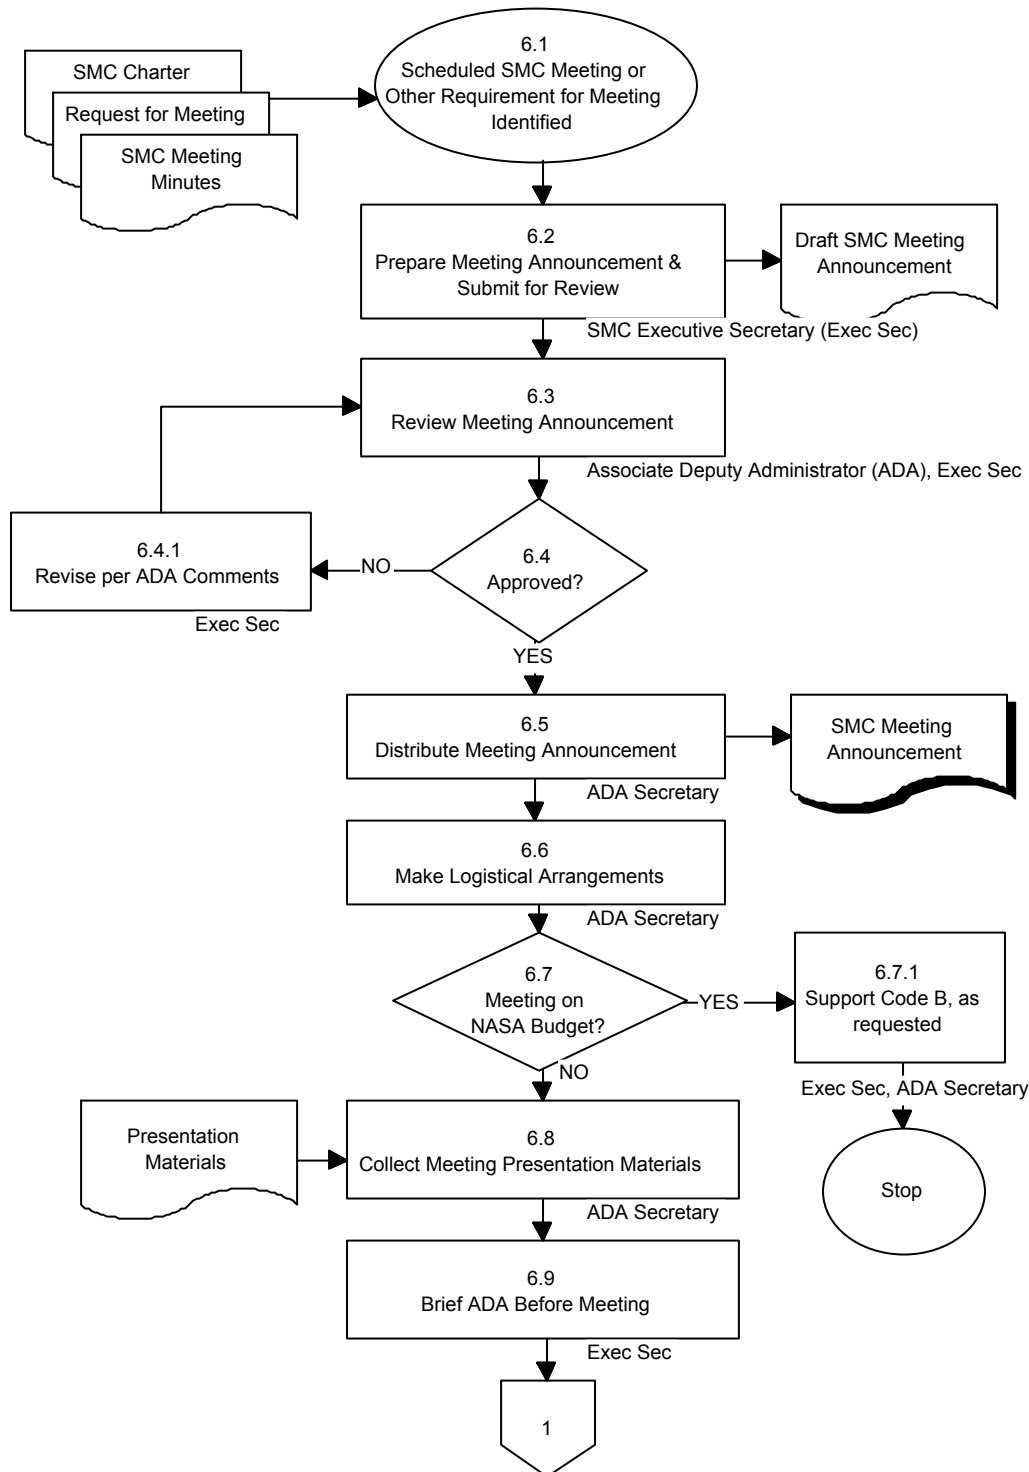 SMC Charter
Request for Meeting
SMC Meeting
Minutes
6.1
Scheduled SMC Meeting or
Other Requirement for Meeting
Identified
6.2
Prepare Meeting Announcement &
Submit for Review
Draft SMC Meeting
Announcement
SMC Executive Secretary (Exec Sec)
6.3
Review Meeting Announcement
Associate Deputy Administrator (ADA), Exec Sec
6.4
Approved?
NO
6.4.1
Revise per ADA Comments
Exec Sec
YES
6.5
Distribute Meeting Announcement
SMC Meeting
Announcement
ADA Secretary
6.6
Make Logistical Arrangements
ADA Secretary
6.7
Meeting on
NASA Budget?
YES
6.7.1
Support Code B, as
requested
Exec Sec, ADA Secretary
Stop
NO
Presentation
Materials
6.8
Collect Meeting Presentation Materials
ADA Secretary
6.9
Brief ADA Before Meeting
Exec Sec
1